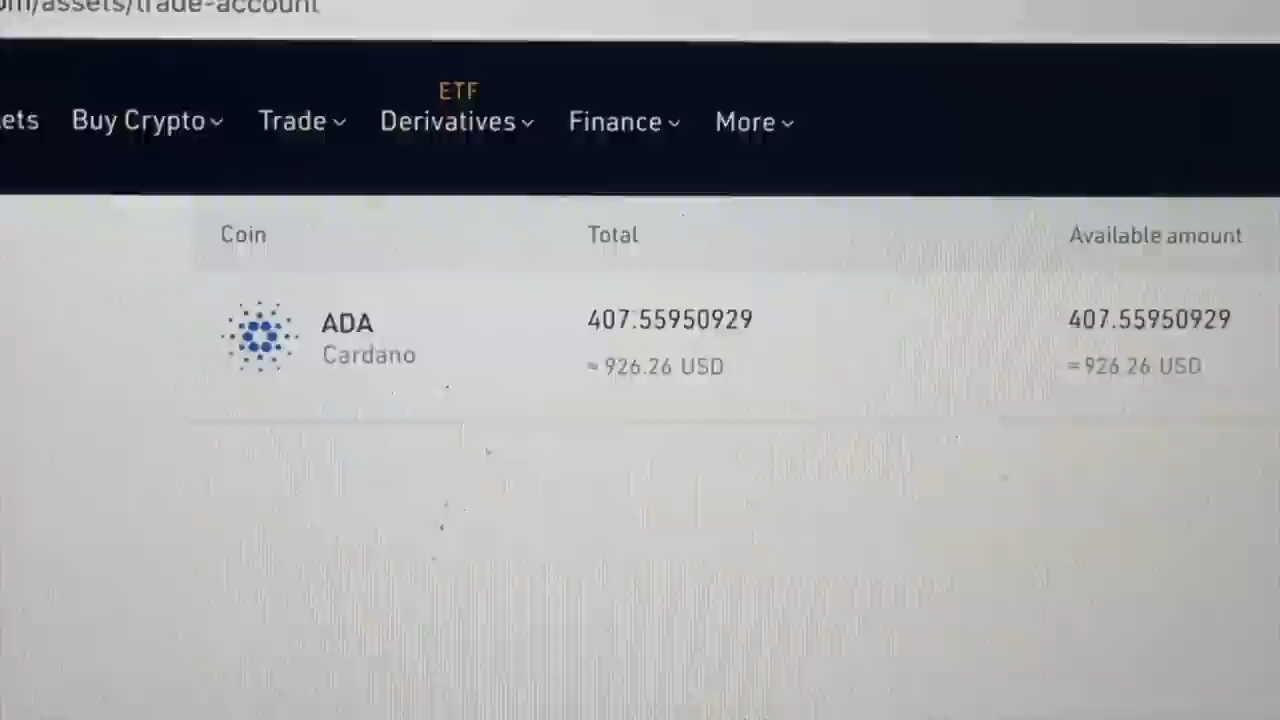 om/assets/trade-account
ETF
ets Buy Crypto Trade Derivatives Finance More
Coin Total Available amount
ADA 407.55950929 407.55950929
Cardano
≈ 926.26 USD ≈ 926.26 USD